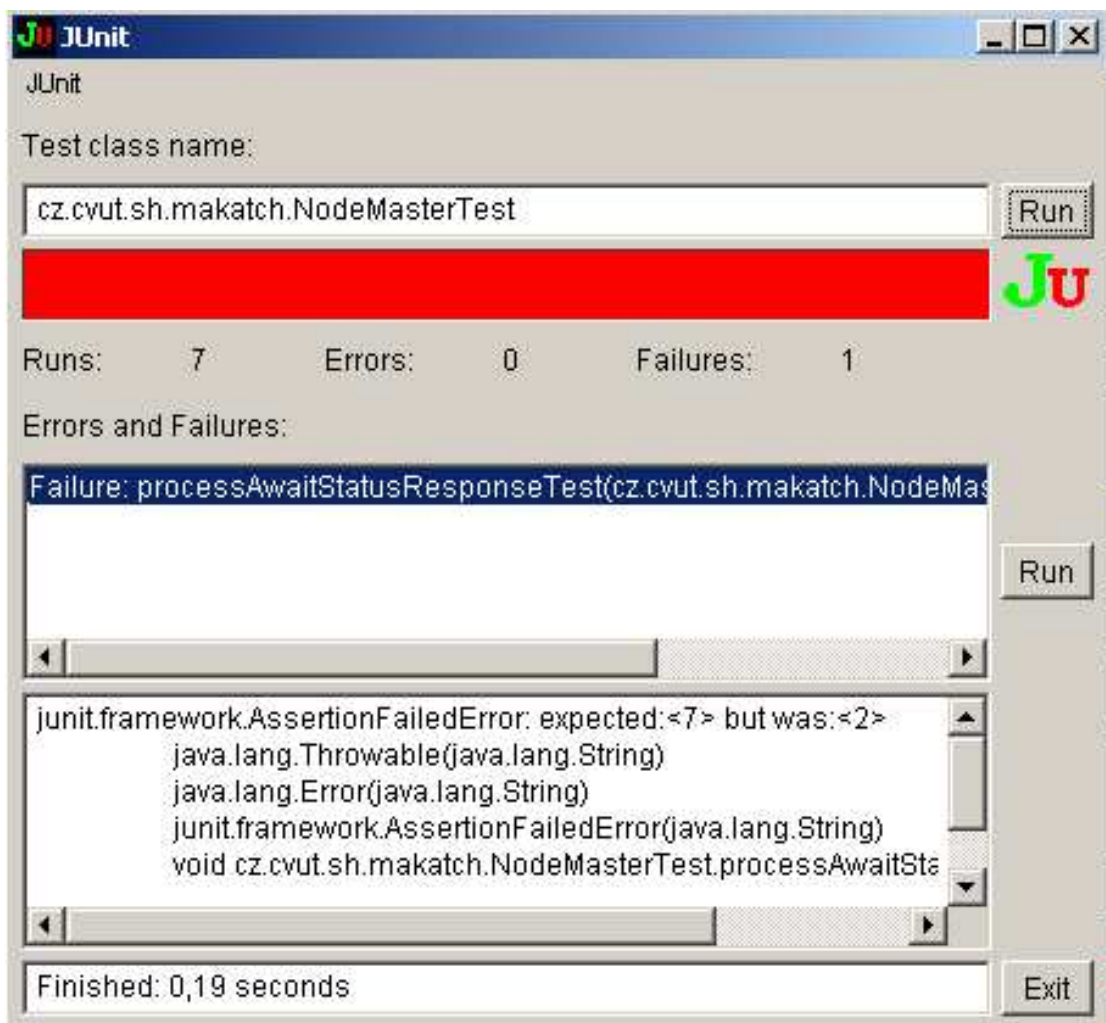 JU JUnit
JUnit
Test class name:
cz.cvut.sh.makatch.NodeMasterTest
Run
JU
Runs: 7 Errors: 0 Failures: 1
Errors and Failures:
Failure: processAwaitStatusResponseTest(cz.cvut.sh.makatch.NodeMas
Run
junit.framework.AssertionFailedError: expected:<7> but was:<2>
java.lang.Throwable(java.lang.String)
java.lang.Error(java.lang.String)
junit.framework.AssertionFailedError(java.lang.String)
void cz.cvut.sh.makatch.NodeMasterTest.processAwaitSta
Finished: 0,19 seconds
Exit